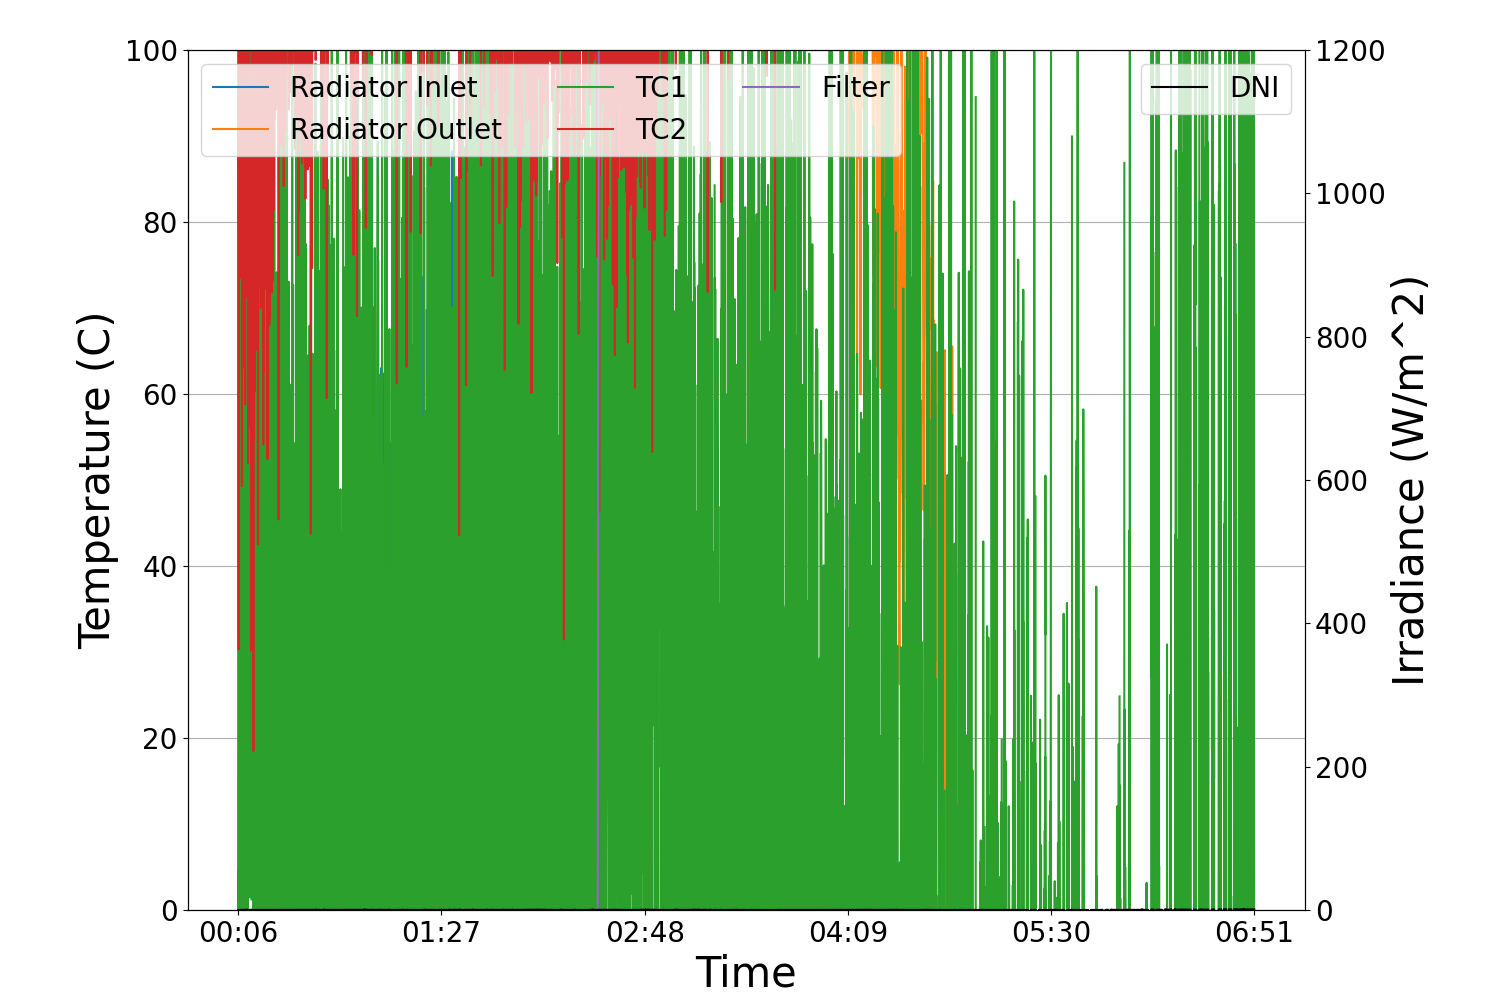 100
80
60
40
20
0
Temperature (C)
Radiator Inlet
Radiator Outlet
TC1
TC2
Filter
DNI
1200
1000
800
600
400
200
0
Irradiance (W/m^2)
00:06 01:27 02:48 04:09 05:30 06:51
Time